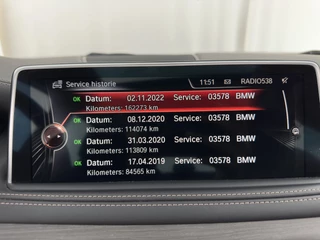 Service historie 11:51 RADIO538
OK Datum: 02.11.2022 Service: 03578 BMW
Kilometers: 162273 km
OK Datum: 08.12.2020 Service: 03578 BMW
Kilometers: 114074 km
OK Datum: 31.03.2020 Service: 03578 BMW
Kilometers: 113809 km
OK Datum: 17.04.2019 Service: 03578 BMW
Kilometers: 84565 km